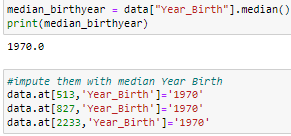 median_birthyear = data["Year_Birth"].median()
print(median_birthyear)
1970.0
#impute them with median Year Birth
data.at[513,'Year_Birth']='1970'
data.at[827,'Year_Birth']='1970'
data.at[2233,'Year_Birth']='1970'